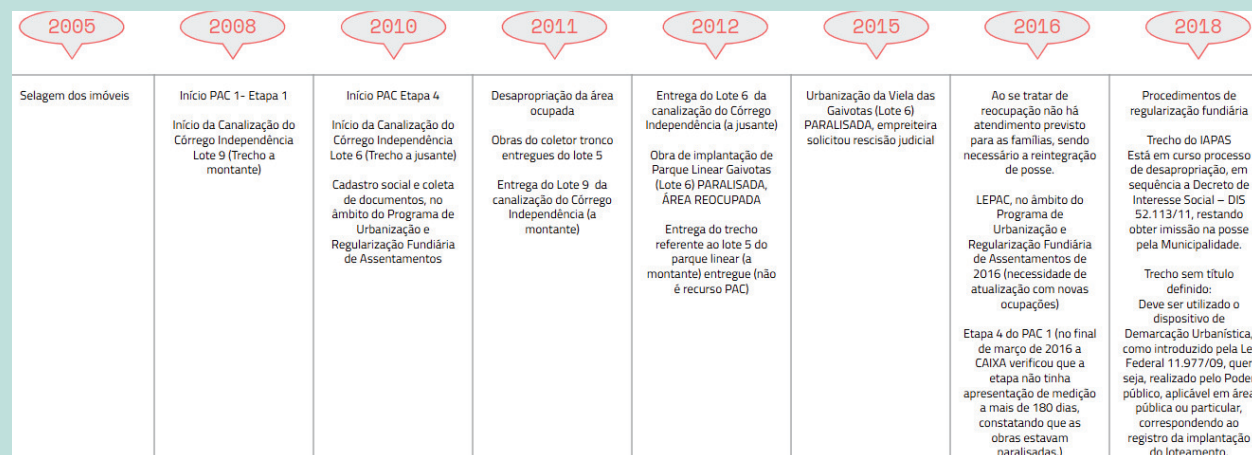 2005
2008
2010
2011
2012
2015
2016
2018
Selagem dos imóveis
Início PAC 1- Etapa 1
Início da Canalização do
Córrego Independência
Lote 9 (Trecho a
montante)
Início PAC Etapa 4
Início da Canalização do
Córrego Independência
Lote 6 (Trecho a jusante)
Cadastro social e coleta
de documentos, no
âmbito do Programa de
Urbanização e
Regularização Fundiária
de Assentamentos
Desapropriação da área
ocupada
Obras do coletor tronco
entregues do lote 5
Entrega do Lote 9 da
canalização do Córrego
Independência (a
montante)
Entrega do Lote 6 da
canalização do Córrego
Independência (a jusante)
Obra de implantação de
Parque Linear Gaivotas
(Lote 6) PARALISADA,
ÁREA REOCUPADA
Entrega do trecho
referente ao lote 5 do
parque linear (a
montante) entregue (não
é recurso PAC)
Urbanização da Viela das
Gaivotas (Lote 6)
PARALISADA, empreiteira
solicitou rescisão judicial
Ao se tratar de
reocupação não há
atendimento previsto
para as famílias, sendo
necessário a reintegração
de posse.
LEPAC, no âmbito do
Programa de
Urbanização e
Regularização Fundiária
de Assentamentos de
2016 (necessidade de
atualização com novas
ocupações)
Etapa 4 do PAC 1 (no final
de março de 2016 a
CAIXA verificou que a
etapa não tinha
apresentação de medição
a mais de 180 dias,
constatando que as
obras estavam
paralisadas.)
Procedimentos de
regularização fundiária
Trecho do IAPAS
Está em curso processo
de desapropriação, em
sequência a Decreto de
Interesse Social – DIS
52.113/11, restando
obter imissão na posse
pela Municipalidade.
Trecho sem título
definido:
Deve ser utilizado o
dispositivo de
Demarcação Urbanística,
como introduzido pela Le
Federal 11.977/09, quer
seja, realizado pelo Poder
público, aplicável em área
pública ou particular,
correspondendo ao
registro da implantação
do loteamento.